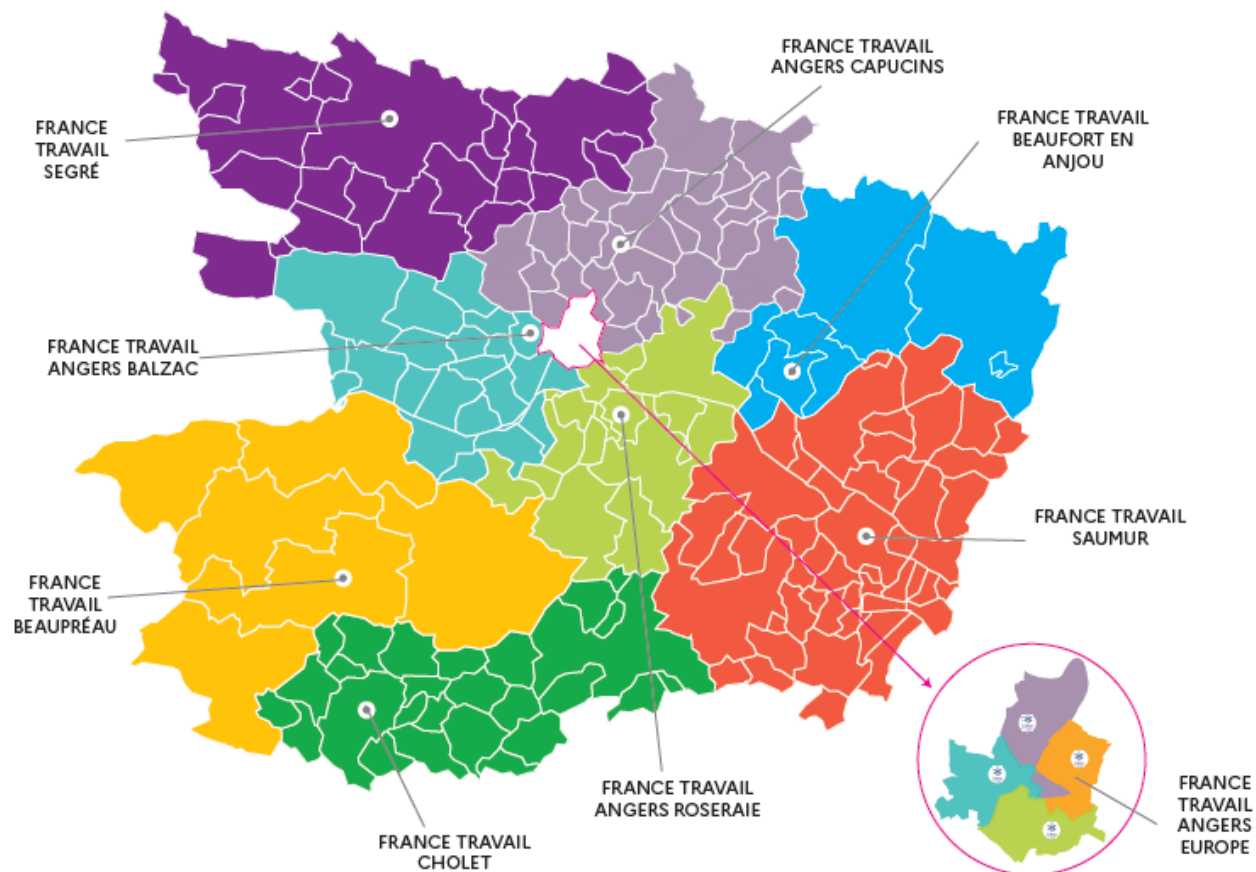 FRANCE TRAVAIL
ANGERS CAPUCINS
FRANCE
TRAVAIL
SEGRÉ
FRANCE TRAVAIL
BEAUFORT EN
ANJOU
FRANCE TRAVAIL
ANGERS BALZAC
FRANCE TRAVAIL
SAUMUR
FRANCE
TRAVAIL
BEAUPRÉAU
FRANCE TRAVAIL
ANGERS ROSERAIE
FRANCE TRAVAIL
CHOLET
FRANCE
TRAVAIL
ANGERS
EUROPE